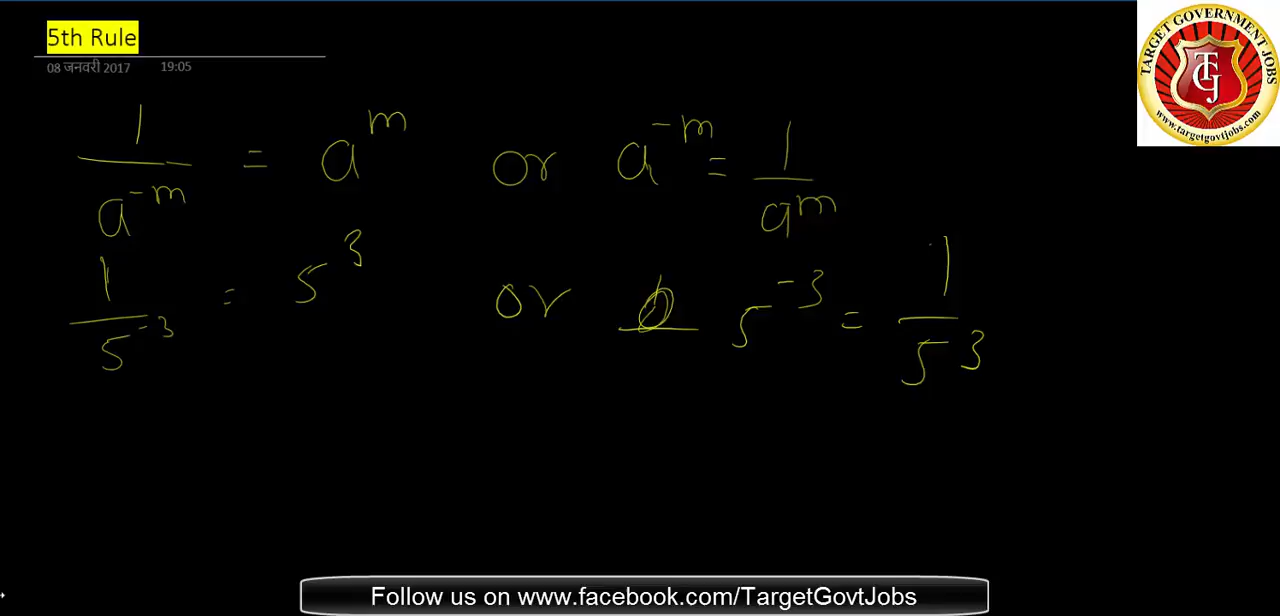 5th Rule
08 जनवरी 2017 19:05
TARGET GOVERNMENT JOBS
TGJ
www.targetgovtjobs.com
1/a^-m = a^m or a^-m = 1/a^m
1/5^-3 = 5^3 or 5^-3 = 1/5^3
Follow us on www.facebook.com/TargetGovtJobs